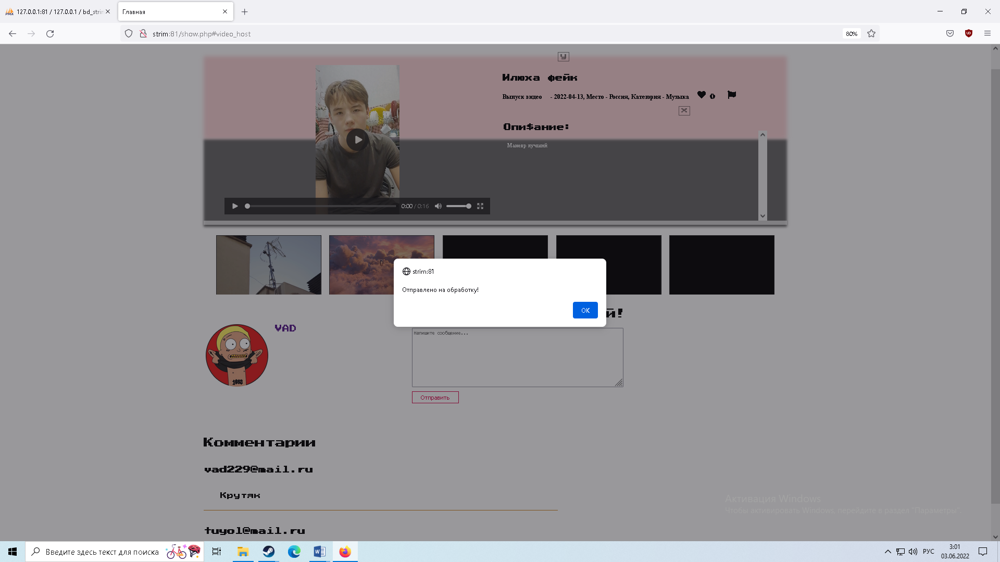 127.0.0.1:81 / 127.0.0.1 / bd_strim
Главная
strim:81/show.php#video_host
80%
У
Илюха фейк
Выпуск видео - 2022-04-13, Место - Россия, Категория - Музыка
0
Х
Опи$ание:
Маневр лучший
0:00 / 0:16
strim:81
Отправлено на обработку!
OK
й!
VAD
Напишите сообщение...
Отправить
Комментарии
vad229@mail.ru
Крутяк
tuyol@mail.ru
Активация Windows
Чтобы активировать Windows, перейдите в раздел "Параметры".
Введите здесь текст для поиска
РУС
3:01
03.06.2022